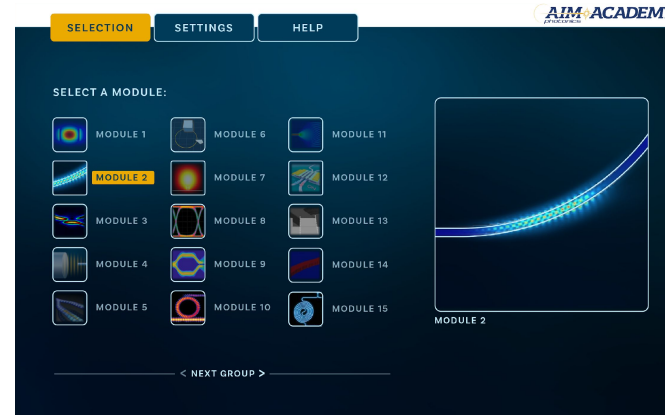 SELECTION
SETTINGS
HELP
AIM ACADEM
photonics
SELECT A MODULE:
MODULE 1
MODULE 6
MODULE 11
MODULE 2
MODULE 7
MODULE 12
MODULE 3
MODULE 8
MODULE 13
MODULE 4
MODULE 9
MODULE 14
MODULE 5
MODULE 10
MODULE 15
MODULE 2
< NEXT GROUP >